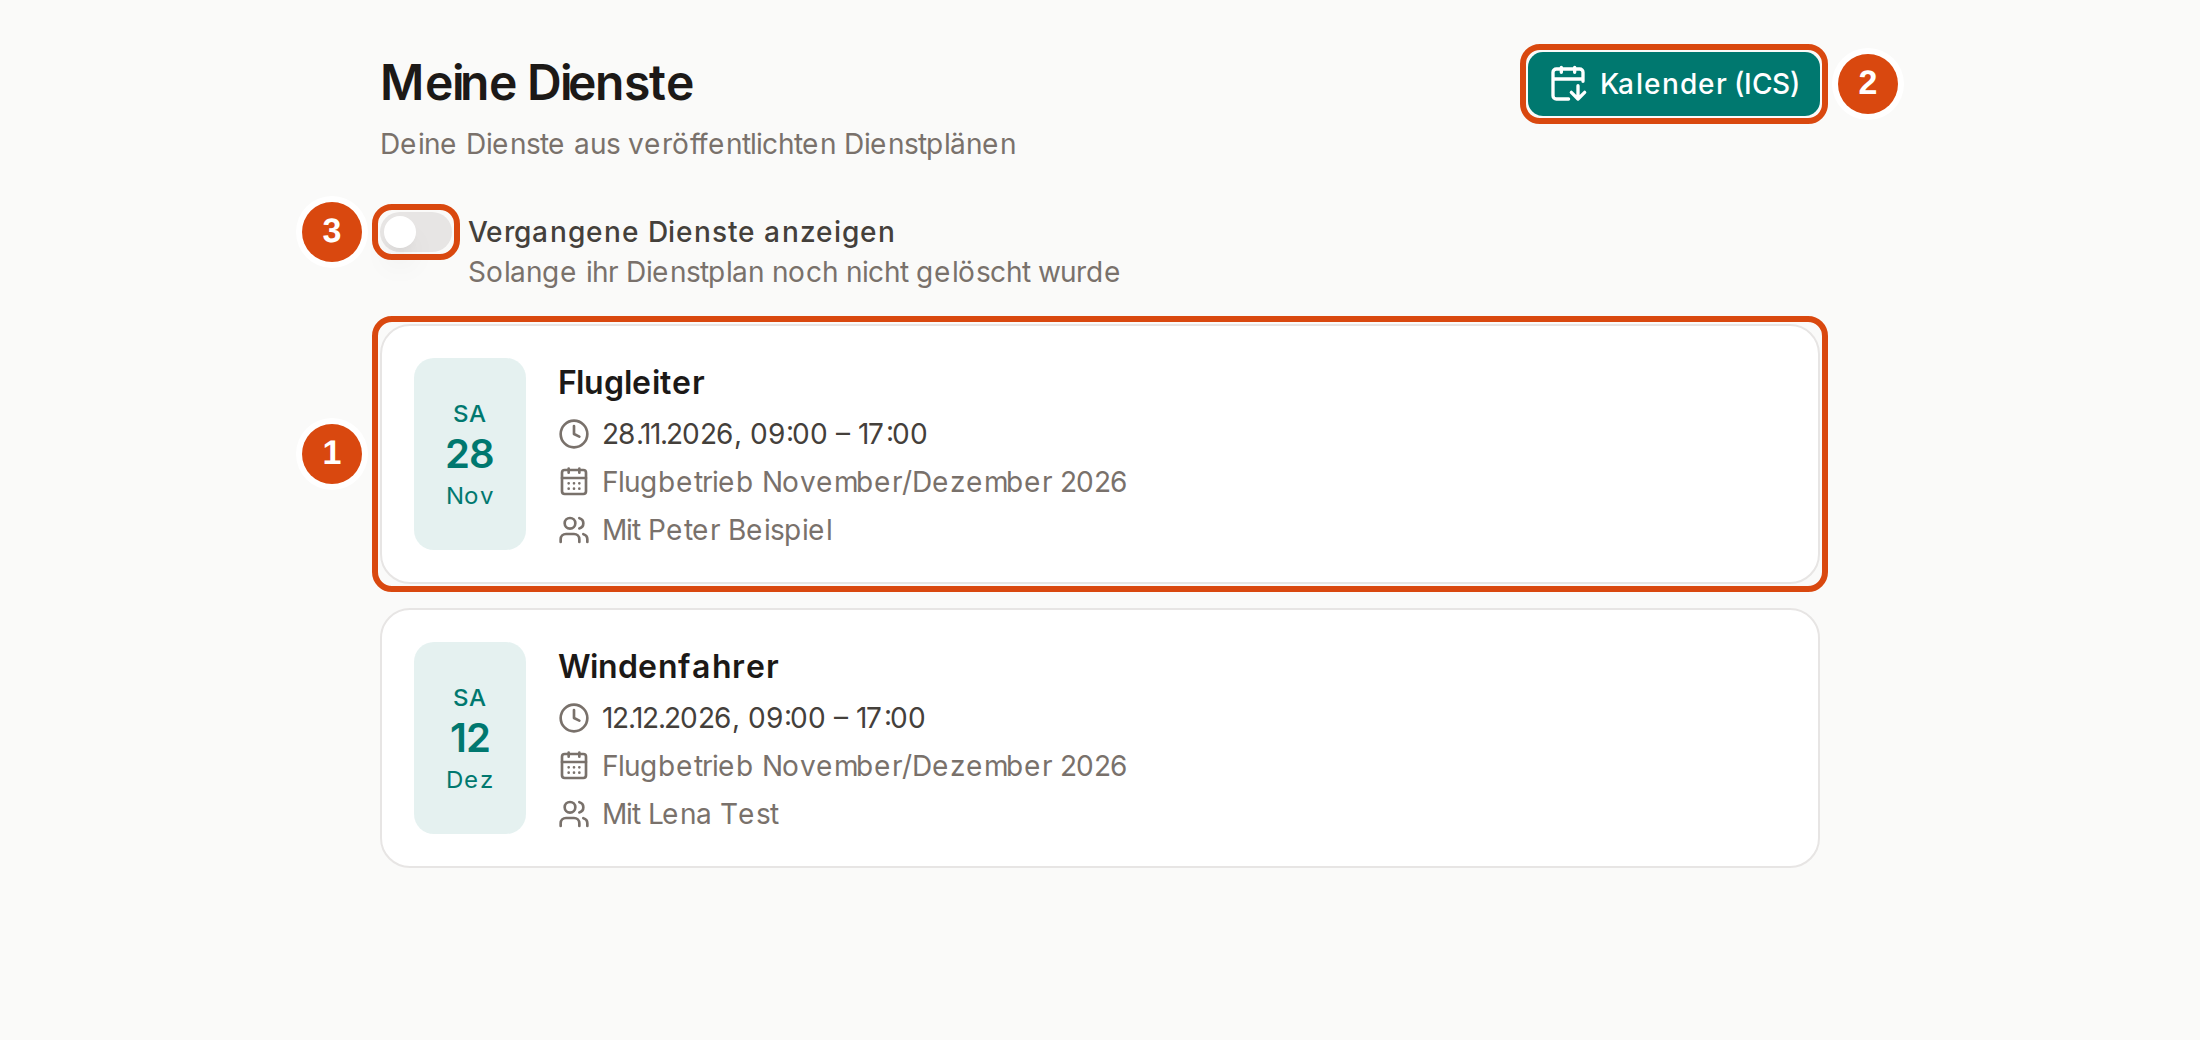 Meine Dienste
Kalender (ICS)
2
Deine Dienste aus veröffentlichten Dienstplänen
3
Vergangene Dienste anzeigen
Solange ihr Dienstplan noch nicht gelöscht wurde
1
SA
28
Nov
Flugleiter
28.11.2026, 09:00 – 17:00
Flugbetrieb November/Dezember 2026
Mit Peter Beispiel
SA
12
Dez
Windenfahrer
12.12.2026, 09:00 – 17:00
Flugbetrieb November/Dezember 2026
Mit Lena Test